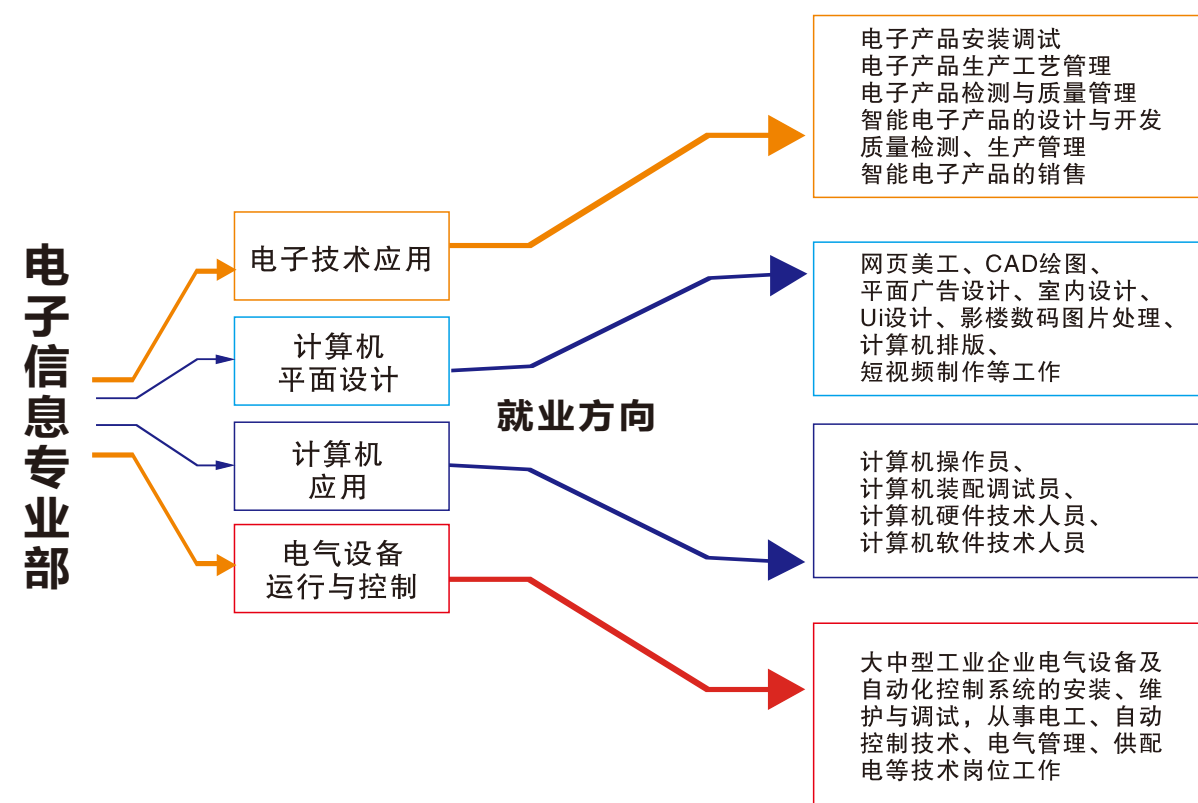 电子信息专业部
电子技术应用
计算机
平面设计
计算机
应用
电气设备
运行与控制
就业方向
电子产品安装调试
电子产品生产工艺管理
电子产品检测与质量管理
智能电子产品的设计与开发
质量检测、生产管理
智能电子产品的销售
网页美工、CAD绘图、
平面广告设计、室内设计、
Ui设计、影楼数码图片处理、
计算机排版、
短视频制作等工作
计算机操作员、
计算机装配调试员、
计算机硬件技术人员、
计算机软件技术人员
大中型工业企业电气设备及
自动化控制系统的安装、维
护与调试，从事电工、自动
控制技术、电气管理、供配
电等技术岗位工作